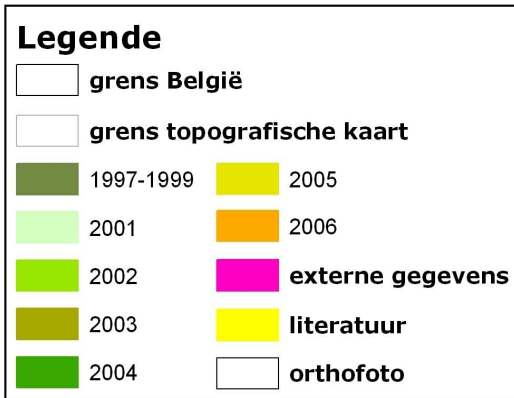 Legende
grens België
grens topografische kaart
1997-1999
2005
2001
2006
2002
externe gegevens
2003
literatuur
2004
orthofoto